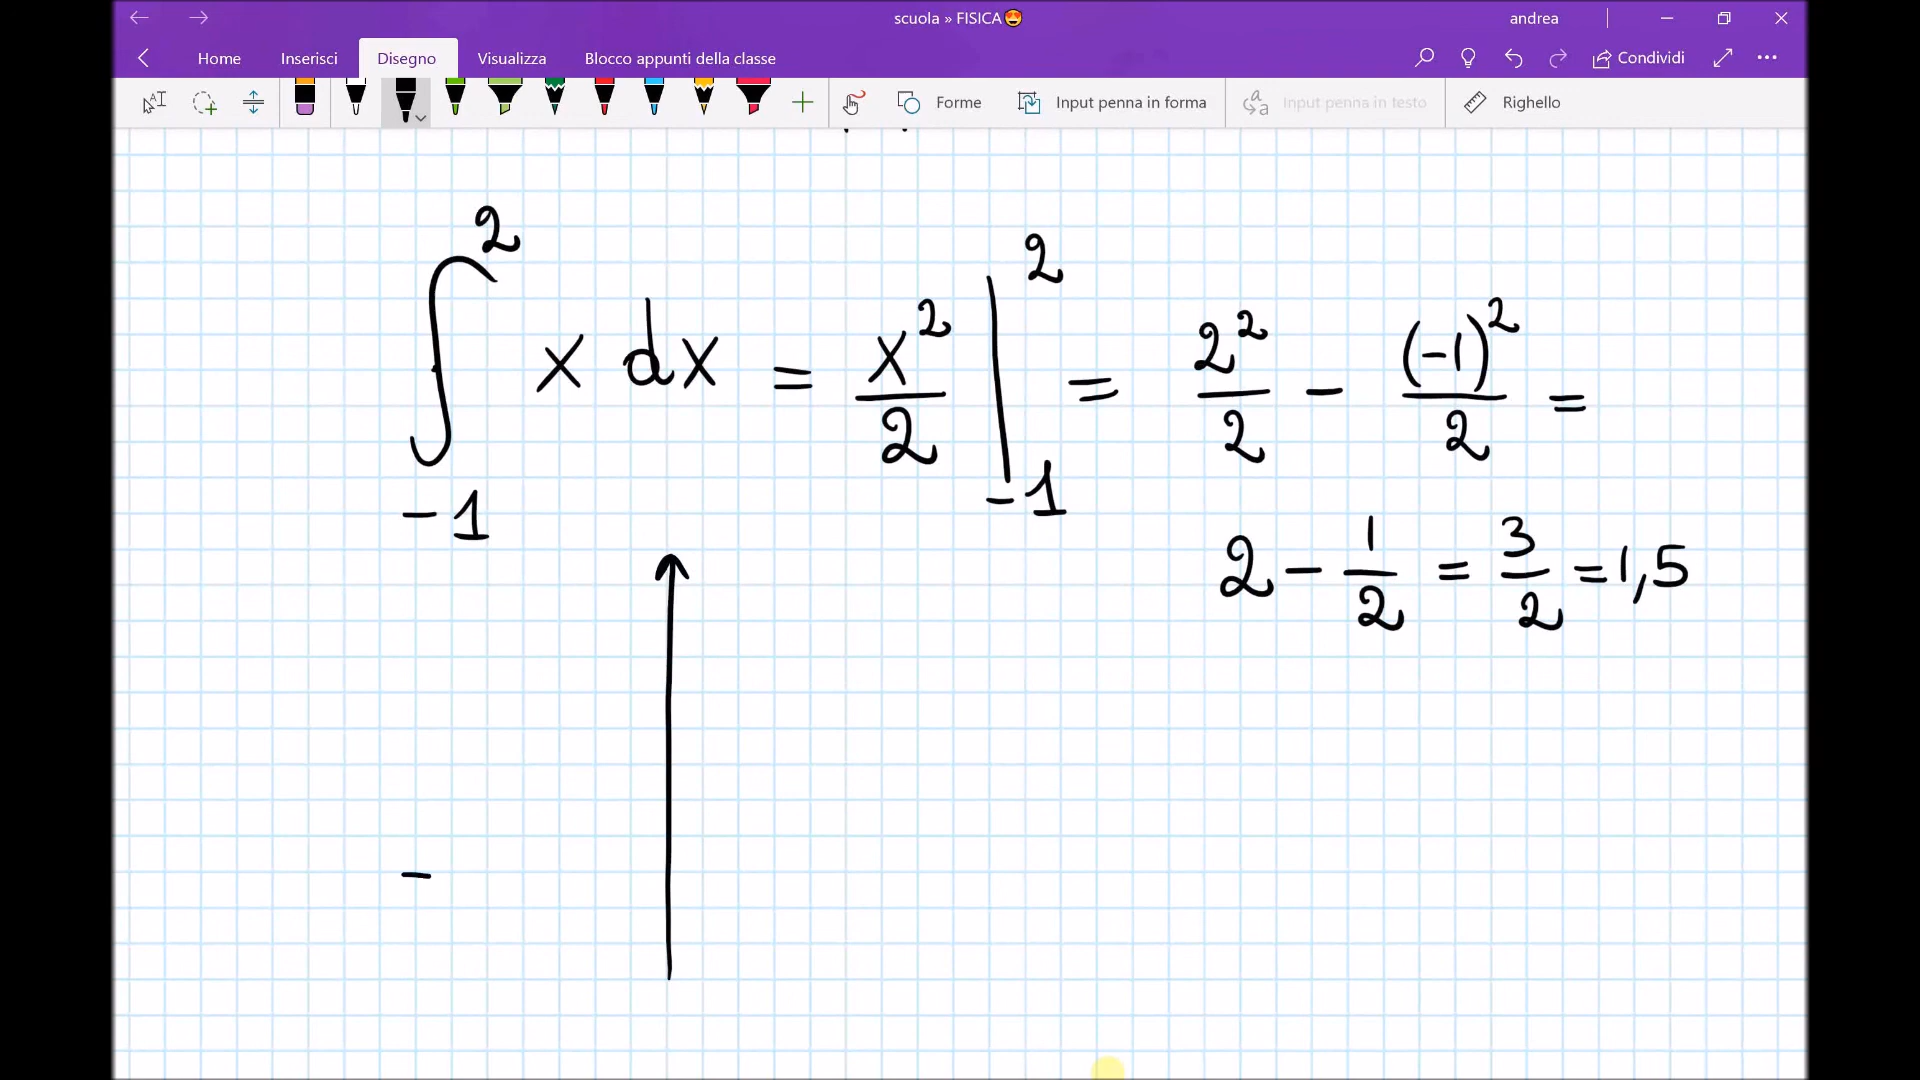 scuola » FISICA😍 andrea
Home Inserisci Disegno Visualizza Blocco appunti della classe Condividi
Forme Input penna in forma Input penna in testo Righello
∫_{-1}^{2} x dx = x²/2 |_{-1}^{2} = 2²/2 - (-1)²/2 =
2 - 1/2 = 3/2 = 1,5
-